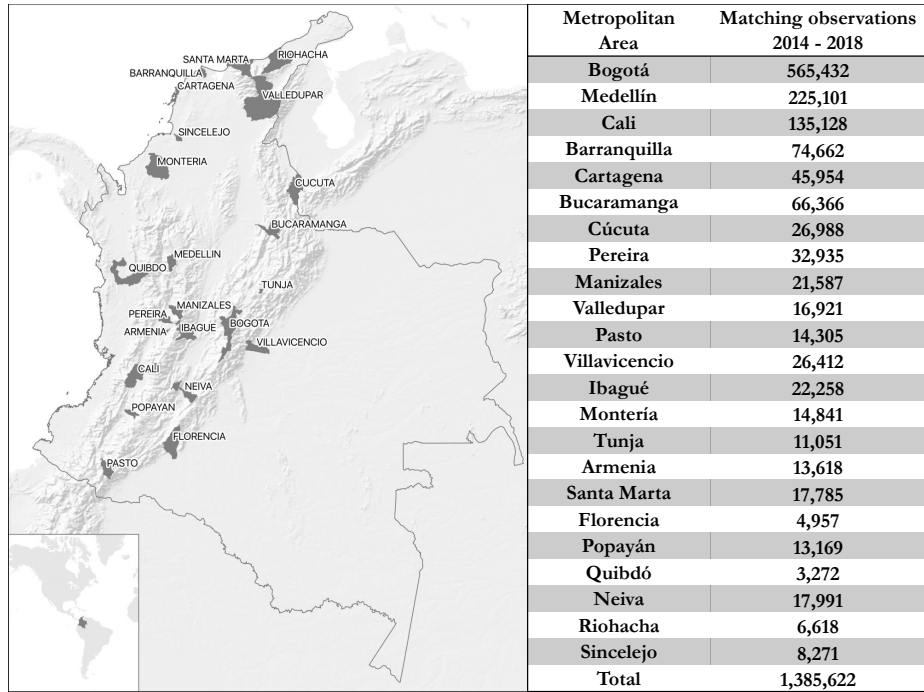 SANTA MARTA
RIOHACHA
BARRANQUILLA
CARTAGENA
VALLEDUPAR
SINCELEJO
MONTERIA
CUCUTA
BUCARAMANGA
MEDELLIN
QUIBDO
TUNJA
MANIZALES
PEREIRA
BOGOTA
ARMENIA
IBAGUE
VILLAVICENCIO
CALI
NEIVA
POPAYAN
FLORENCIA
PASTO
Metropolitan Area Matching observations 2014 - 2018
Bogotá 565,432
Medellín 225,101
Cali 135,128
Barranquilla 74,662
Cartagena 45,954
Bucaramanga 66,366
Cúcuta 26,988
Pereira 32,935
Manizales 21,587
Valledupar 16,921
Pasto 14,305
Villavicencio 26,412
Ibagué 22,258
Montería 14,841
Tunja 11,051
Armenia 13,618
Santa Marta 17,785
Florencia 4,957
Popayán 13,169
Quibdó 3,272
Neiva 17,991
Riohacha 6,618
Sincelejo 8,271
Total 1,385,622